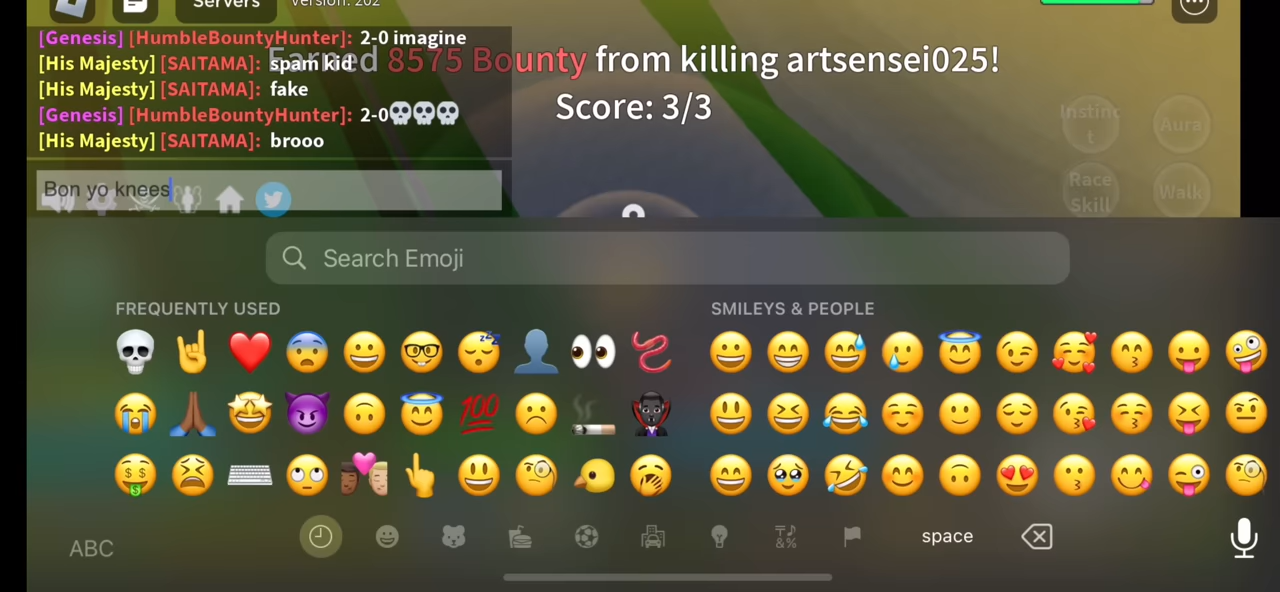 Servers
Version: 202
[Genesis] [HumbleBountyHunter]: 2-0 imagine
[His Majesty] [SAITAMA]: spam kid
[His Majesty] [SAITAMA]: fake
[Genesis] [HumbleBountyHunter]: 2-0💀💀💀
[His Majesty] [SAITAMA]: brooo
Earned 8575 Bounty from killing artsensei025!
Score: 3/3
Instinc
t
Aura
Race
Skill
Walk
Bon yo knees
Search Emoji
FREQUENTLY USED
SMILEYS & PEOPLE
100
ABC
space